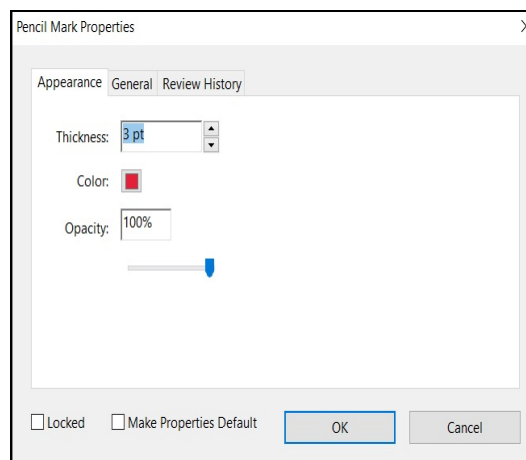 Pencil Mark Properties
Appearance General Review History
Thickness: 3 pt
Color:
Opacity: 100%
Locked Make Properties Default OK Cancel